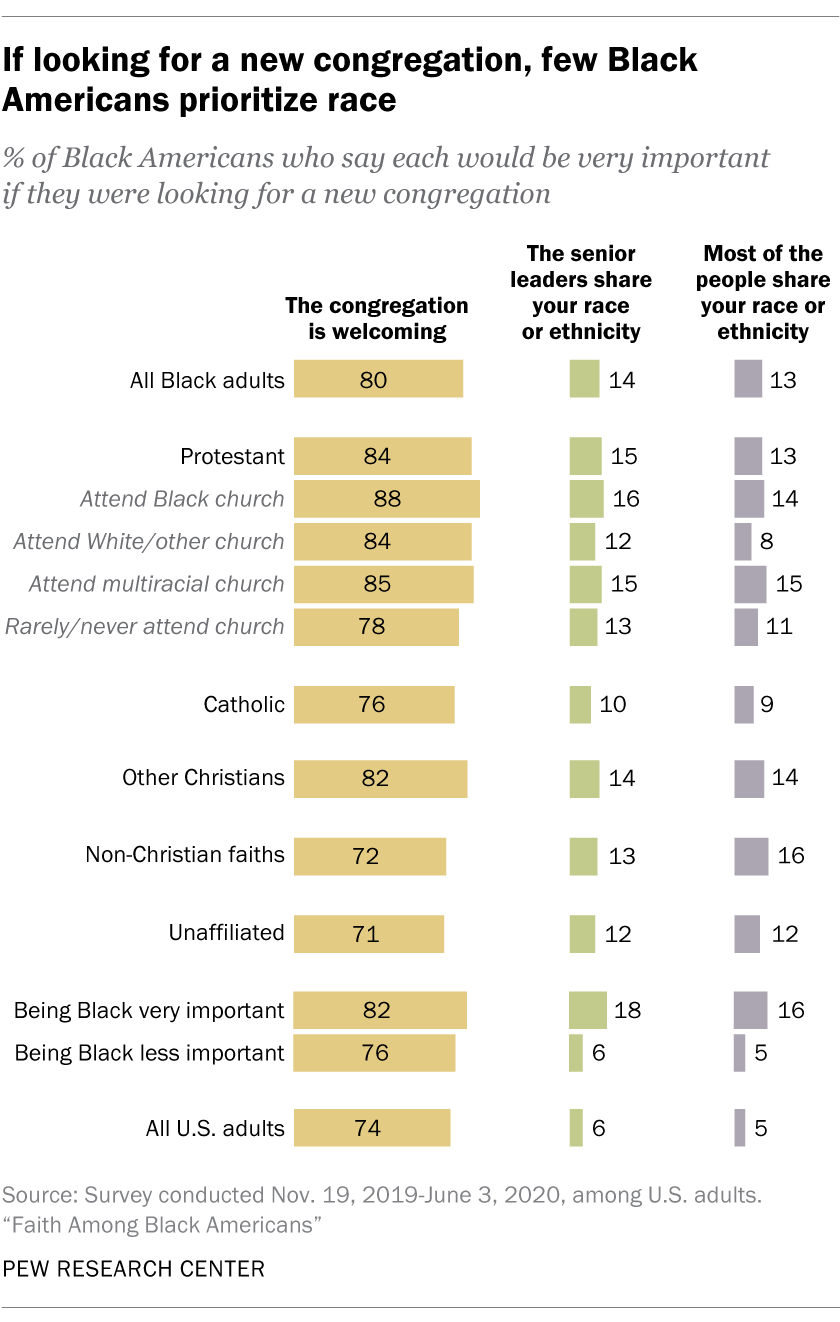 If looking for a new congregation, few Black
Americans prioritize race
% of Black Americans who say each would be very important
if they were looking for a new congregation
The congregation
is welcoming
The senior
leaders share
your race
or ethnicity
Most of the
people share
your race or
ethnicity
All Black adults 80 14 13
Protestant 84 15 13
Attend Black church 88 16 14
Attend White/other church 84 12 8
Attend multiracial church 85 15 15
Rarely/never attend church 78 13 11
Catholic 76 10 9
Other Christians 82 14 14
Non-Christian faiths 72 13 16
Unaffiliated 71 12 12
Being Black very important 82 18 16
Being Black less important 76 6 5
All U.S. adults 74 6 5
Source: Survey conducted Nov. 19, 2019-June 3, 2020, among U.S. adults.
“Faith Among Black Americans”
PEW RESEARCH CENTER